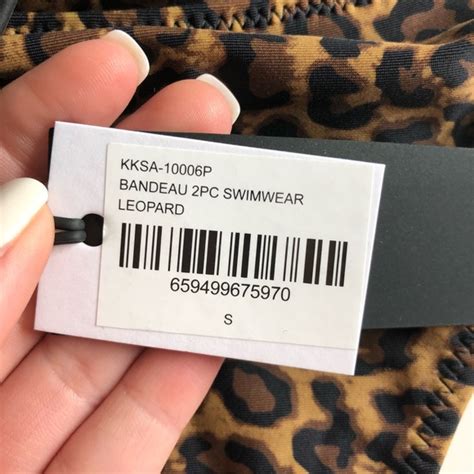 KKSA-10006P
BANDEAU 2PC SWIMWEAR
LEOPARD
659499675970
S